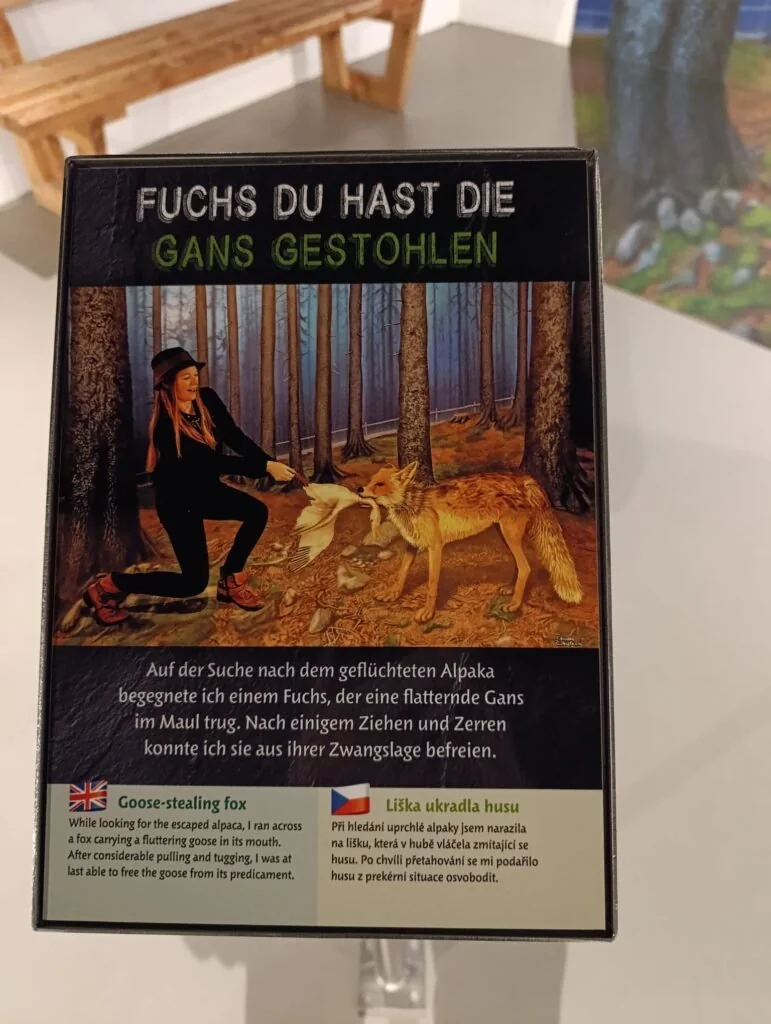 FUCHS DU HAST DIE
GANS GESTOHLEN
Auf der Suche nach dem geflüchteten Alpaka
begegnete ich einem Fuchs, der eine flatternde Gans
im Maul trug. Nach einigem Ziehen und Zerren
konnte ich sie aus ihrer Zwangslage befreien.
Goose-stealing fox
While looking for the escaped alpaca, I ran across
a fox carrying a fluttering goose in its mouth.
After considerable pulling and tugging, I was at
last able to free the goose from its predicament.
Liška ukradla husu
Při hledání uprchlé alpaky jsem narazila
na lišku, která v hubě vláčela zmítající se
husu. Po chvíli přetahování se mi podařilo
husu z prekérní situace osvobodit.